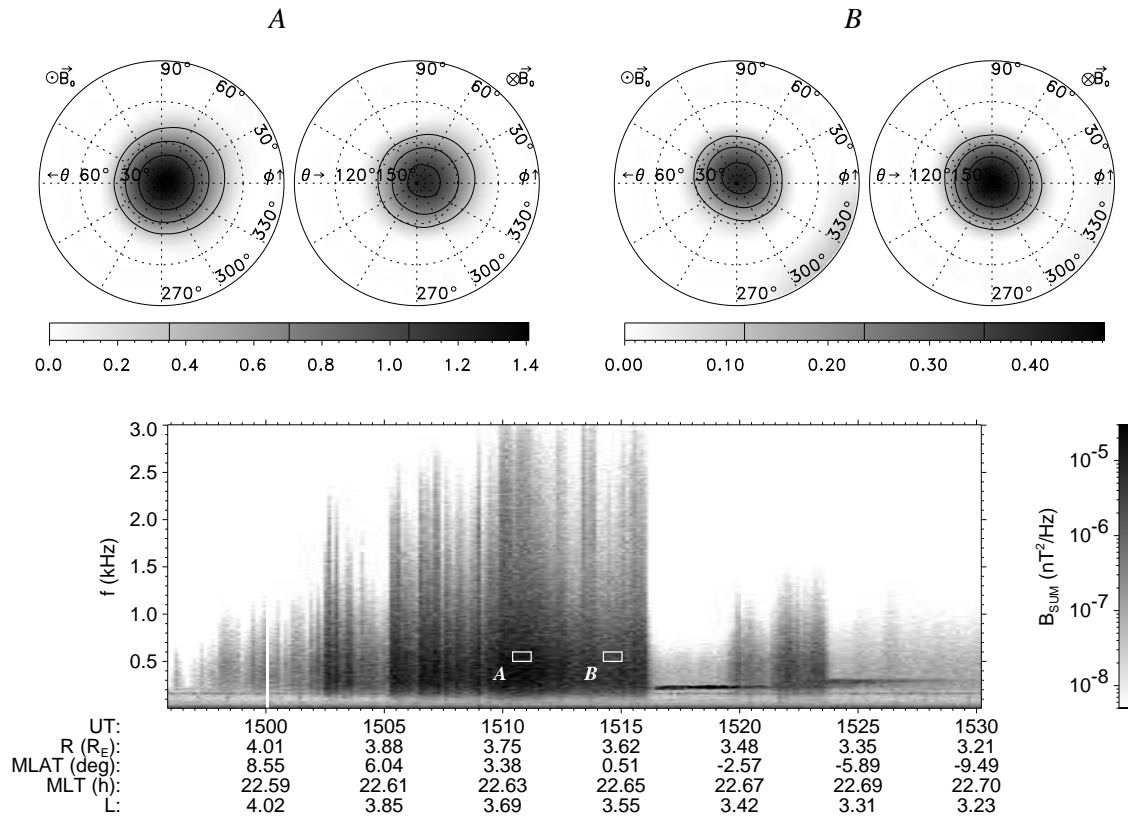 A B
⊙B⃗₀ 90° 60° 30° ←θ 60° 30° ϕ↑ 330° 300° 270°
90° ⊗B⃗₀ 60° 30° θ→ 120° 150° ϕ↑ 330° 300° 270°
⊙B⃗₀ 90° 60° 30° ←θ 60° 30° ϕ↑ 330° 300° 270°
90° ⊗B⃗₀ 60° 30° θ→ 120° 150° ϕ↑ 330° 300° 270°
0.0 0.2 0.4 0.6 0.8 1.0 1.2 1.4
0.00 0.10 0.20 0.30 0.40
f (kHz)
3.0
2.5
2.0
1.5
1.0
0.5
A B
B_SUM (nT²/Hz)
10⁻⁵
10⁻⁶
10⁻⁷
10⁻⁸
UT: 1500 1505 1510 1515 1520 1525 1530
R (R_E): 4.01 3.88 3.75 3.62 3.48 3.35 3.21
MLAT (deg): 8.55 6.04 3.38 0.51 -2.57 -5.89 -9.49
MLT (h): 22.59 22.61 22.63 22.65 22.67 22.69 22.70
L: 4.02 3.85 3.69 3.55 3.42 3.31 3.23